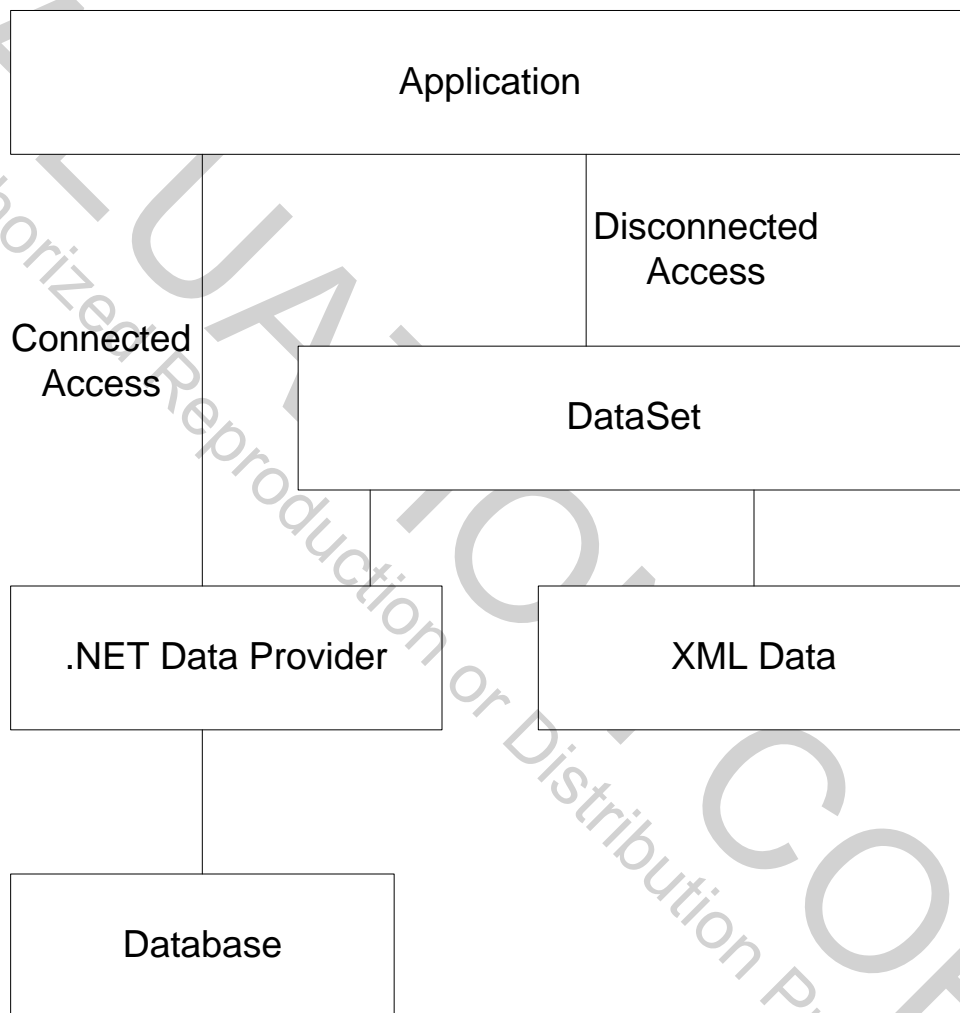 Application
Disconnected
Access
Connected
Access
DataSet
.NET Data Provider
XML Data
Database